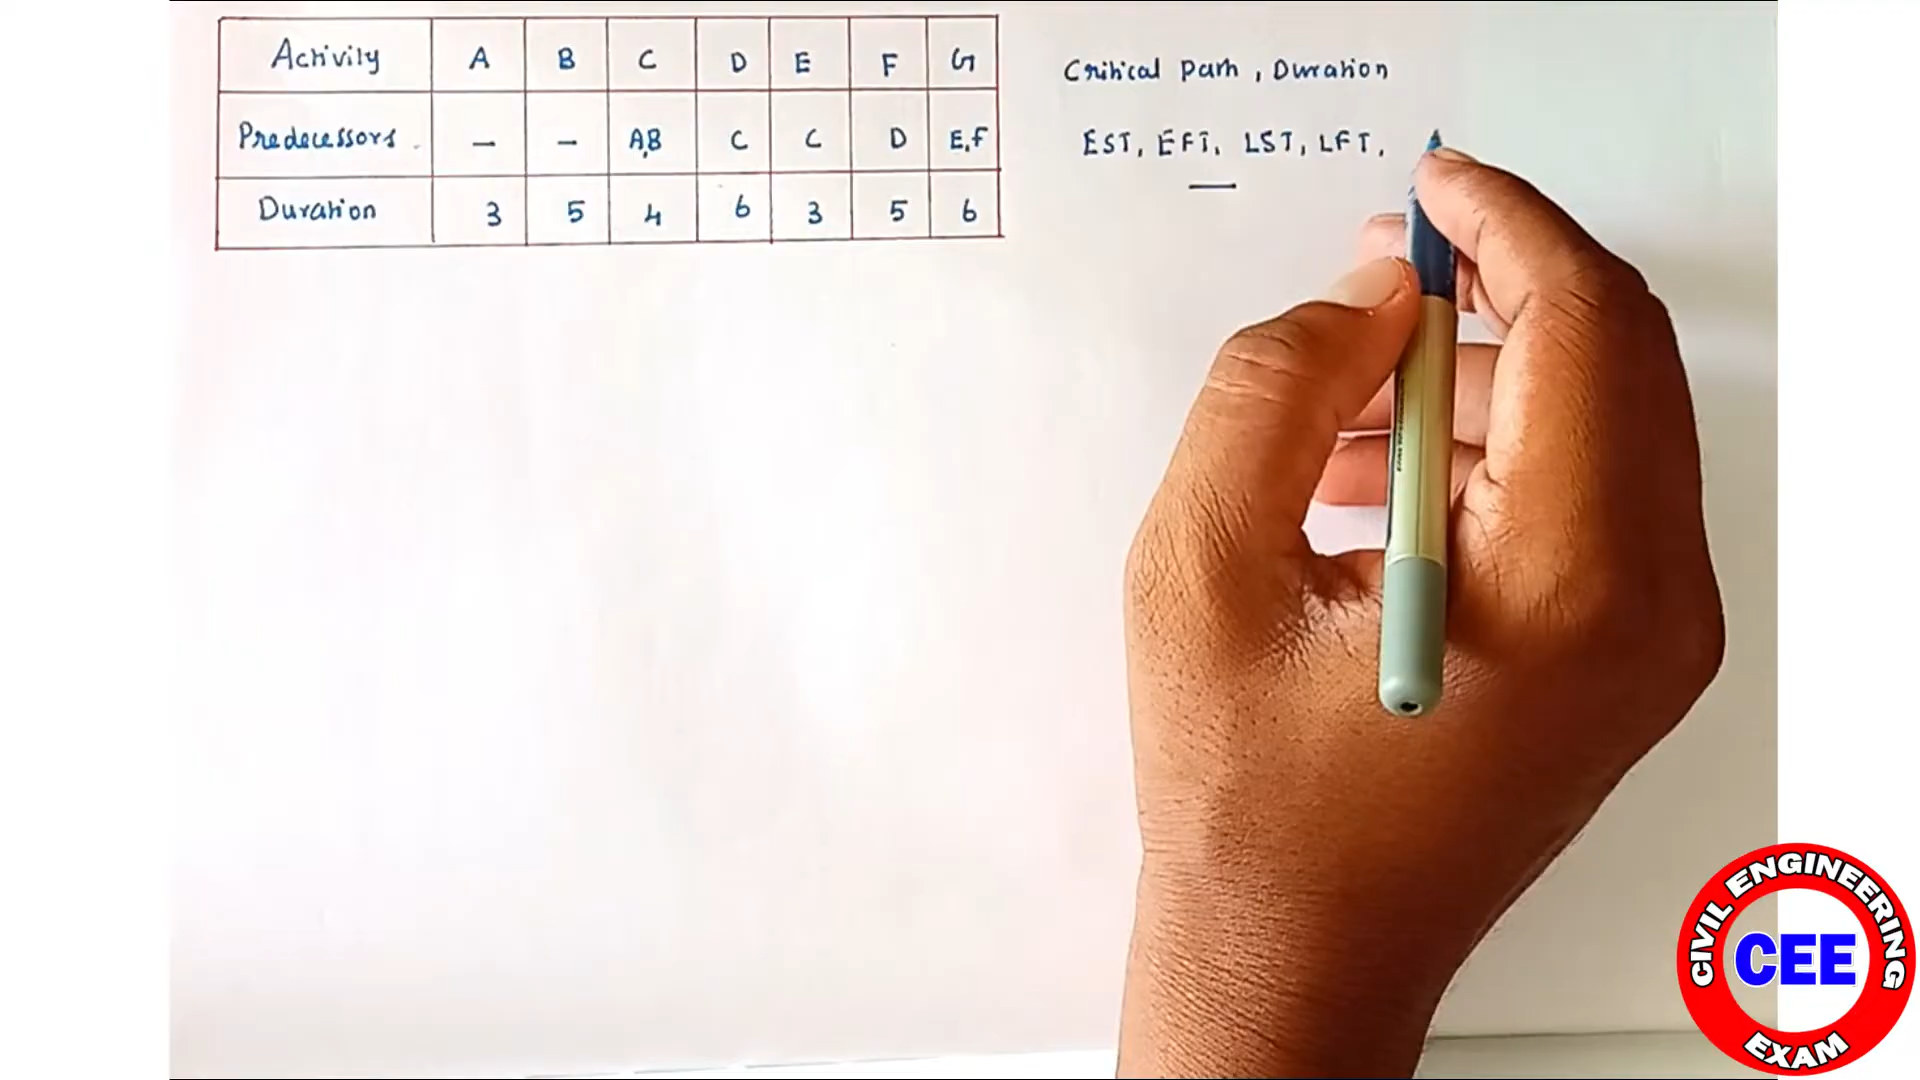 Activity A B C D E F G
Predecessors - - A,B C C D E,F
Duration 3 5 4 6 3 5 6
Critical Path, Duration
EST, EFT, LST, LFT,
CIVIL ENGINEERING
CEE
EXAM